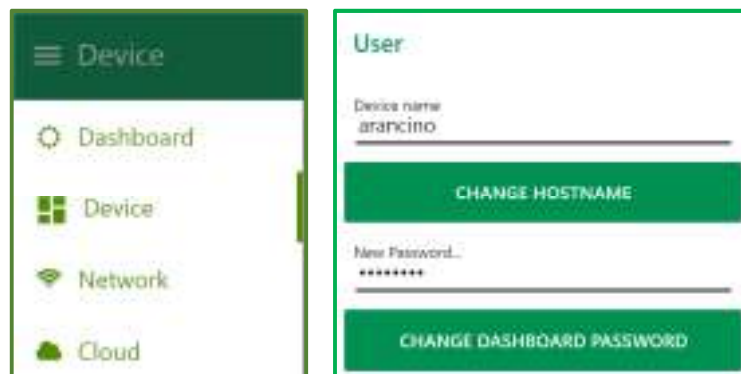 Device
Dashboard
Device
Network
Cloud
User
Device name
arancino
CHANGE HOSTNAME
New Password...
••••••••
CHANGE DASHBOARD PASSWORD